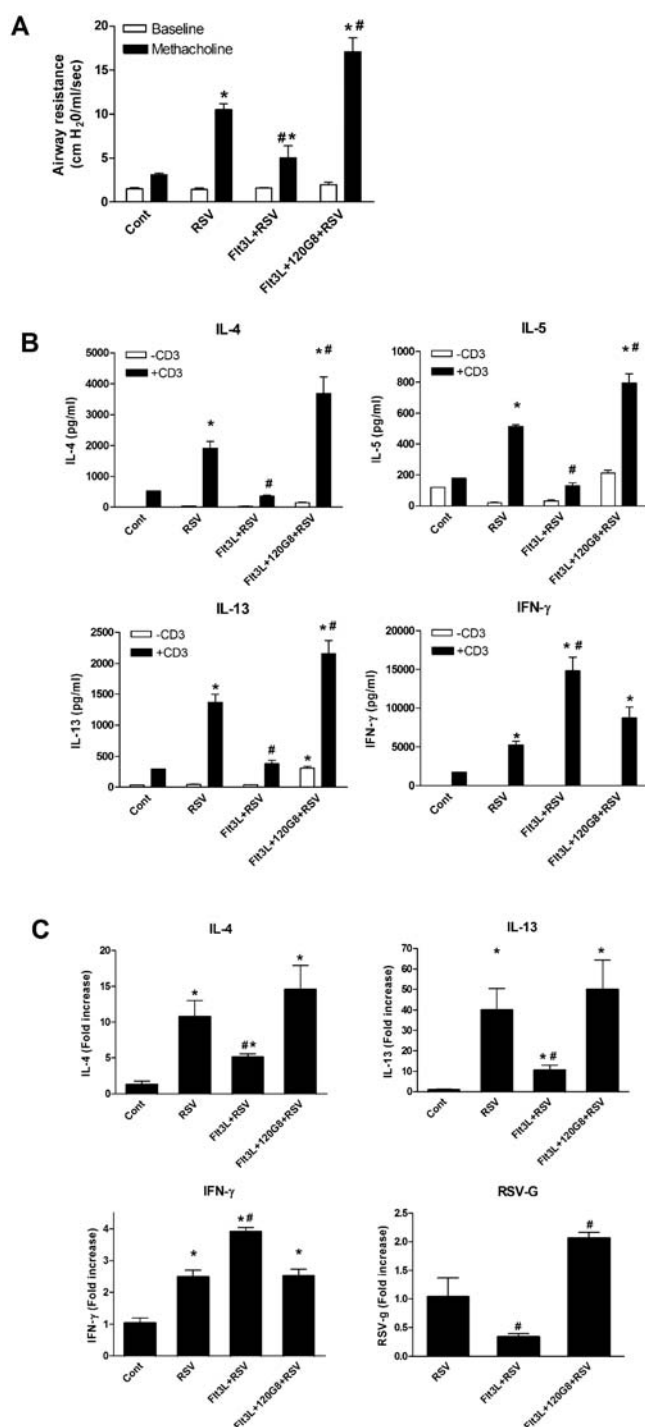 A
Baseline
Methacholine
Airway resistance
(cm H20/ml/sec)
20
15
10
5
0
*
# *
* #
Cont
RSV
Flt3L+RSV
Flt3L+120G8+RSV
B
IL-4
-CD3
+CD3
IL-4 (pg/ml)
5000
4000
3000
2000
1000
0
*
#
* #
Cont
RSV
Flt3L+RSV
Flt3L+120G8+RSV
IL-5
-CD3
+CD3
IL-5 (pg/ml)
1000
800
600
400
200
0
*
#
* #
Cont
RSV
Flt3L+RSV
Flt3L+120G8+RSV
IL-13
-CD3
+CD3
IL-13 (pg/ml)
2500
2000
1500
1000
500
0
*
#
*
* #
Cont
RSV
Flt3L+RSV
Flt3L+120G8+RSV
IFN-γ
-CD3
+CD3
IFN-γ (pg/ml)
20000
15000
10000
5000
0
*
* #
*
Cont
RSV
Flt3L+RSV
Flt3L+120G8+RSV
C
IL-4
IL-4 (Fold increase)
20
15
10
5
0
*
# *
*
Cont
RSV
Flt3L+RSV
Flt3L+120G8+RSV
IL-13
IL-13 (Fold increase)
80
70
60
50
40
30
20
10
0
*
* #
*
Cont
RSV
Flt3L+RSV
Flt3L+120G8+RSV
IFN-γ
IFN-γ (Fold increase)
4
3
2
1
0
*
* #
*
Cont
RSV
Flt3L+RSV
Flt3L+120G8+RSV
RSV-G
RSV-g (Fold increase)
2.5
2.0
1.5
1.0
0.5
0.0
#
#
RSV
Flt3L+RSV
Flt3L+120G8+RSV